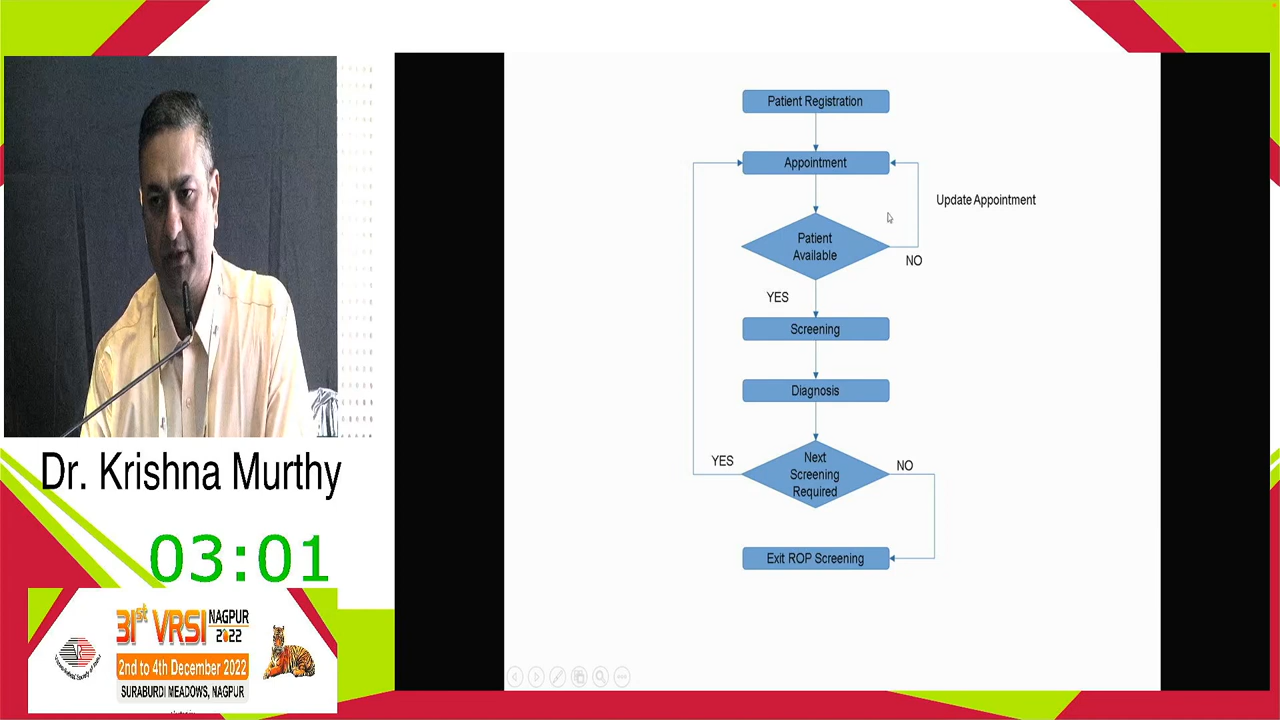 Patient Registration
Appointment
Update Appointment
Patient
Available
NO
YES
Screening
Diagnosis
Next
Screening
Required
YES
NO
Exit ROP Screening
Dr. Krishna Murthy
03:01
31st VRSI NAGPUR
2022
2nd to 4th December 2022
SURABURDI MEADOWS, NAGPUR